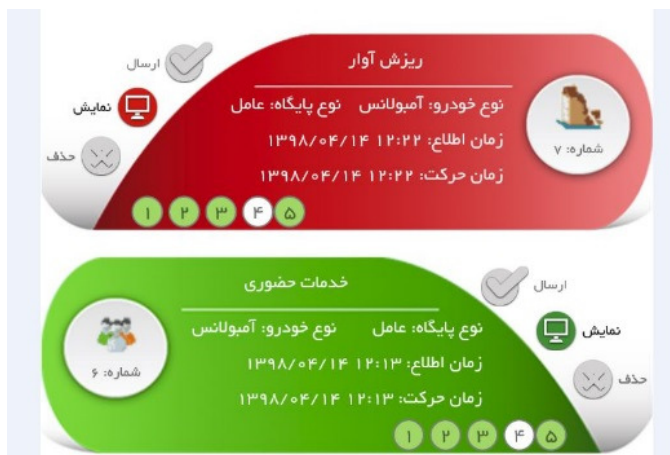 ریزش آوار
نوع خودرو: آمبولانس نوع پایگاه: عامل
زمان اطلاع: ۱۲:۲۲ ۱۳۹۸/۰۴/۱۴
زمان حرکت: ۱۲:۲۲ ۱۳۹۸/۰۴/۱۴
شماره: ۷
ارسال
نمایش
حذف
۱ ۲ ۳ ۴ ۵
خدمات حضوری
نوع پایگاه: عامل نوع خودرو: آمبولانس
زمان اطلاع: ۱۲:۱۳ ۱۳۹۸/۰۴/۱۴
زمان حرکت: ۱۲:۱۳ ۱۳۹۸/۰۴/۱۴
شماره: ۶
ارسال
نمایش
حذف
۱ ۲ ۳ ۴ ۵